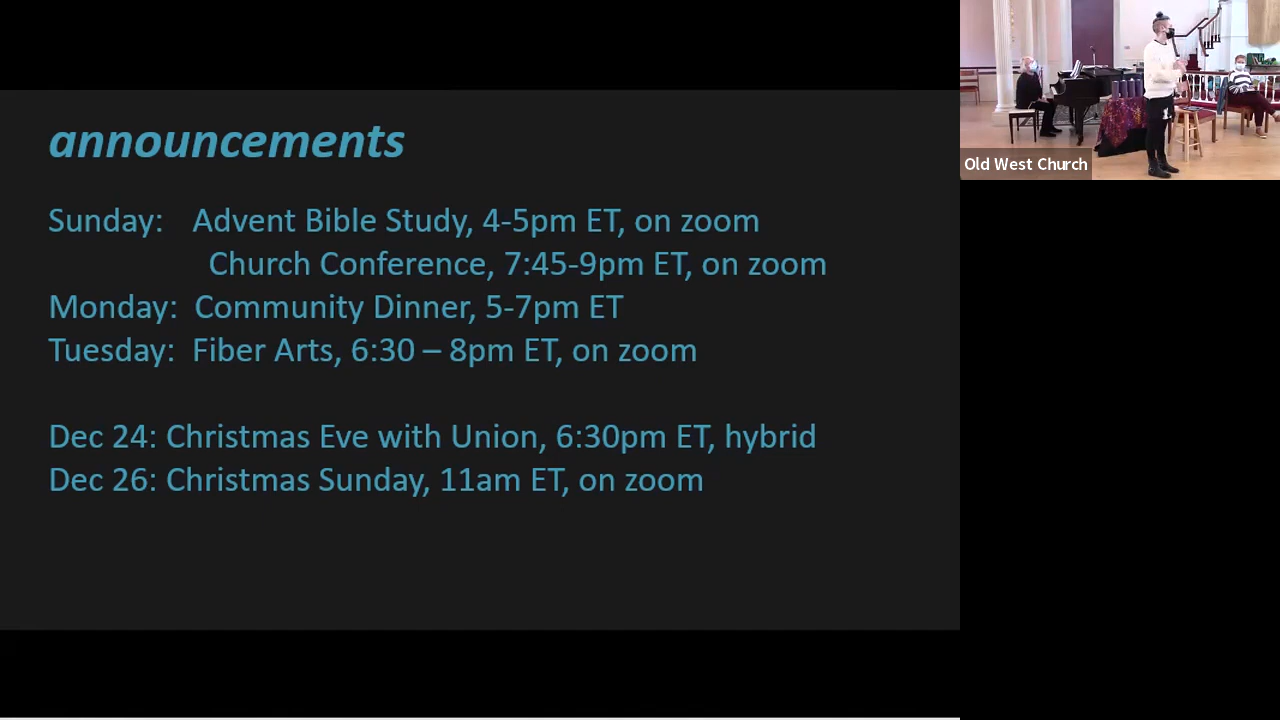 announcements
Sunday: Advent Bible Study, 4-5pm ET, on zoom
Church Conference, 7:45-9pm ET, on zoom
Monday: Community Dinner, 5-7pm ET
Tuesday: Fiber Arts, 6:30 – 8pm ET, on zoom
Dec 24: Christmas Eve with Union, 6:30pm ET, hybrid
Dec 26: Christmas Sunday, 11am ET, on zoom
Old West Church